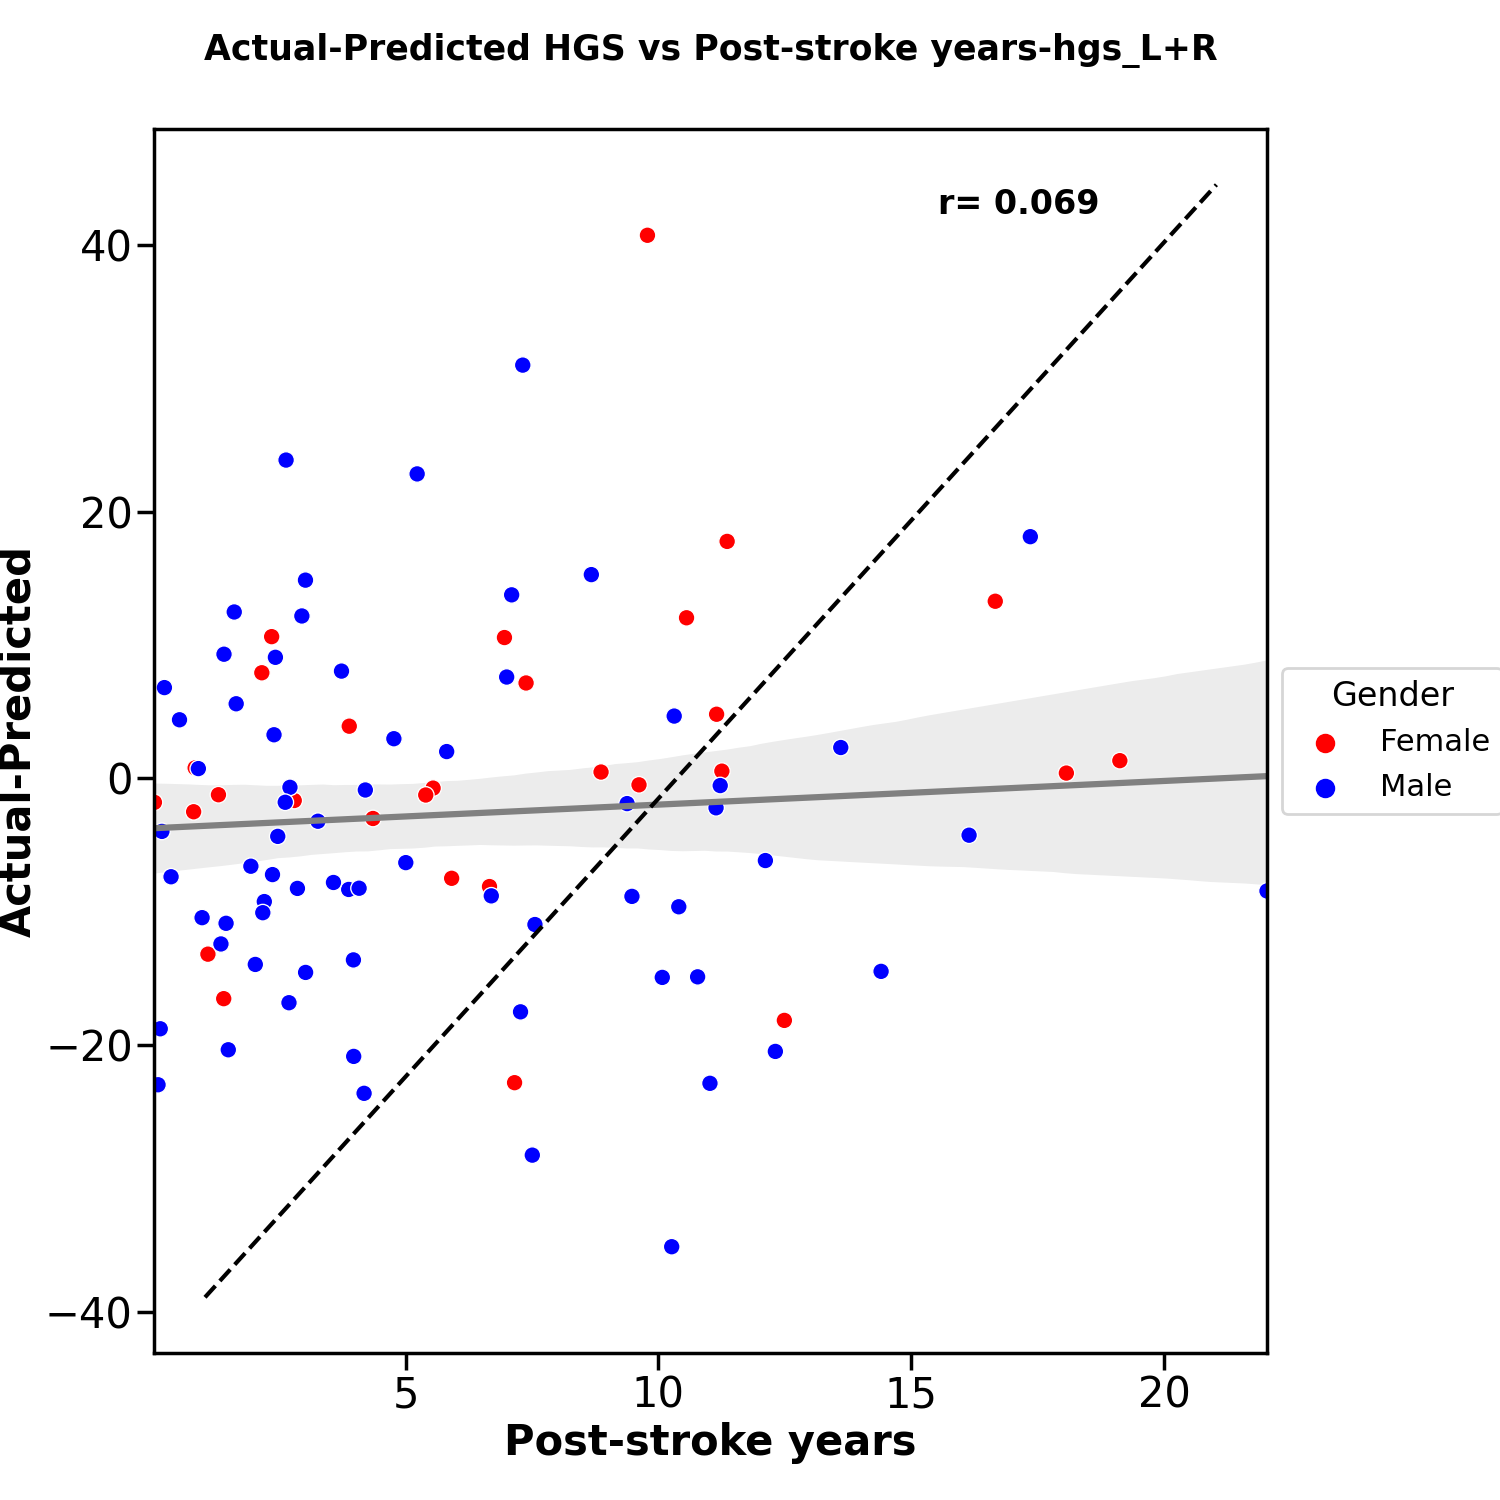 Actual-Predicted HGS vs Post-stroke years-hgs_L+R
r= 0.069
40
20
0
−20
−40
Actual-Predicted
5
10
15
20
Post-stroke years
Gender
Female
Male